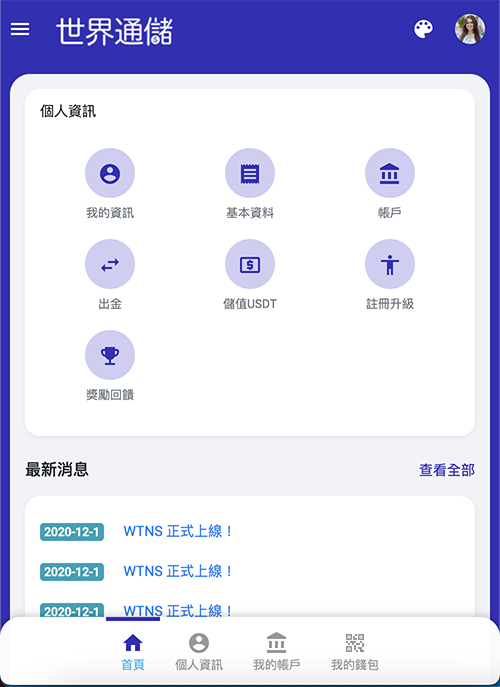 世界通儲
個人資訊
我的資訊 基本資料 帳戶
出金 儲值USDT 註冊升級
獎勵回饋
最新消息 查看全部
2020-12-1 WTNS 正式上線！
2020-12-1 WTNS 正式上線！
2020-12-1 WTNS 正式上線！
首頁 個人資訊 我的帳戶 我的錢包